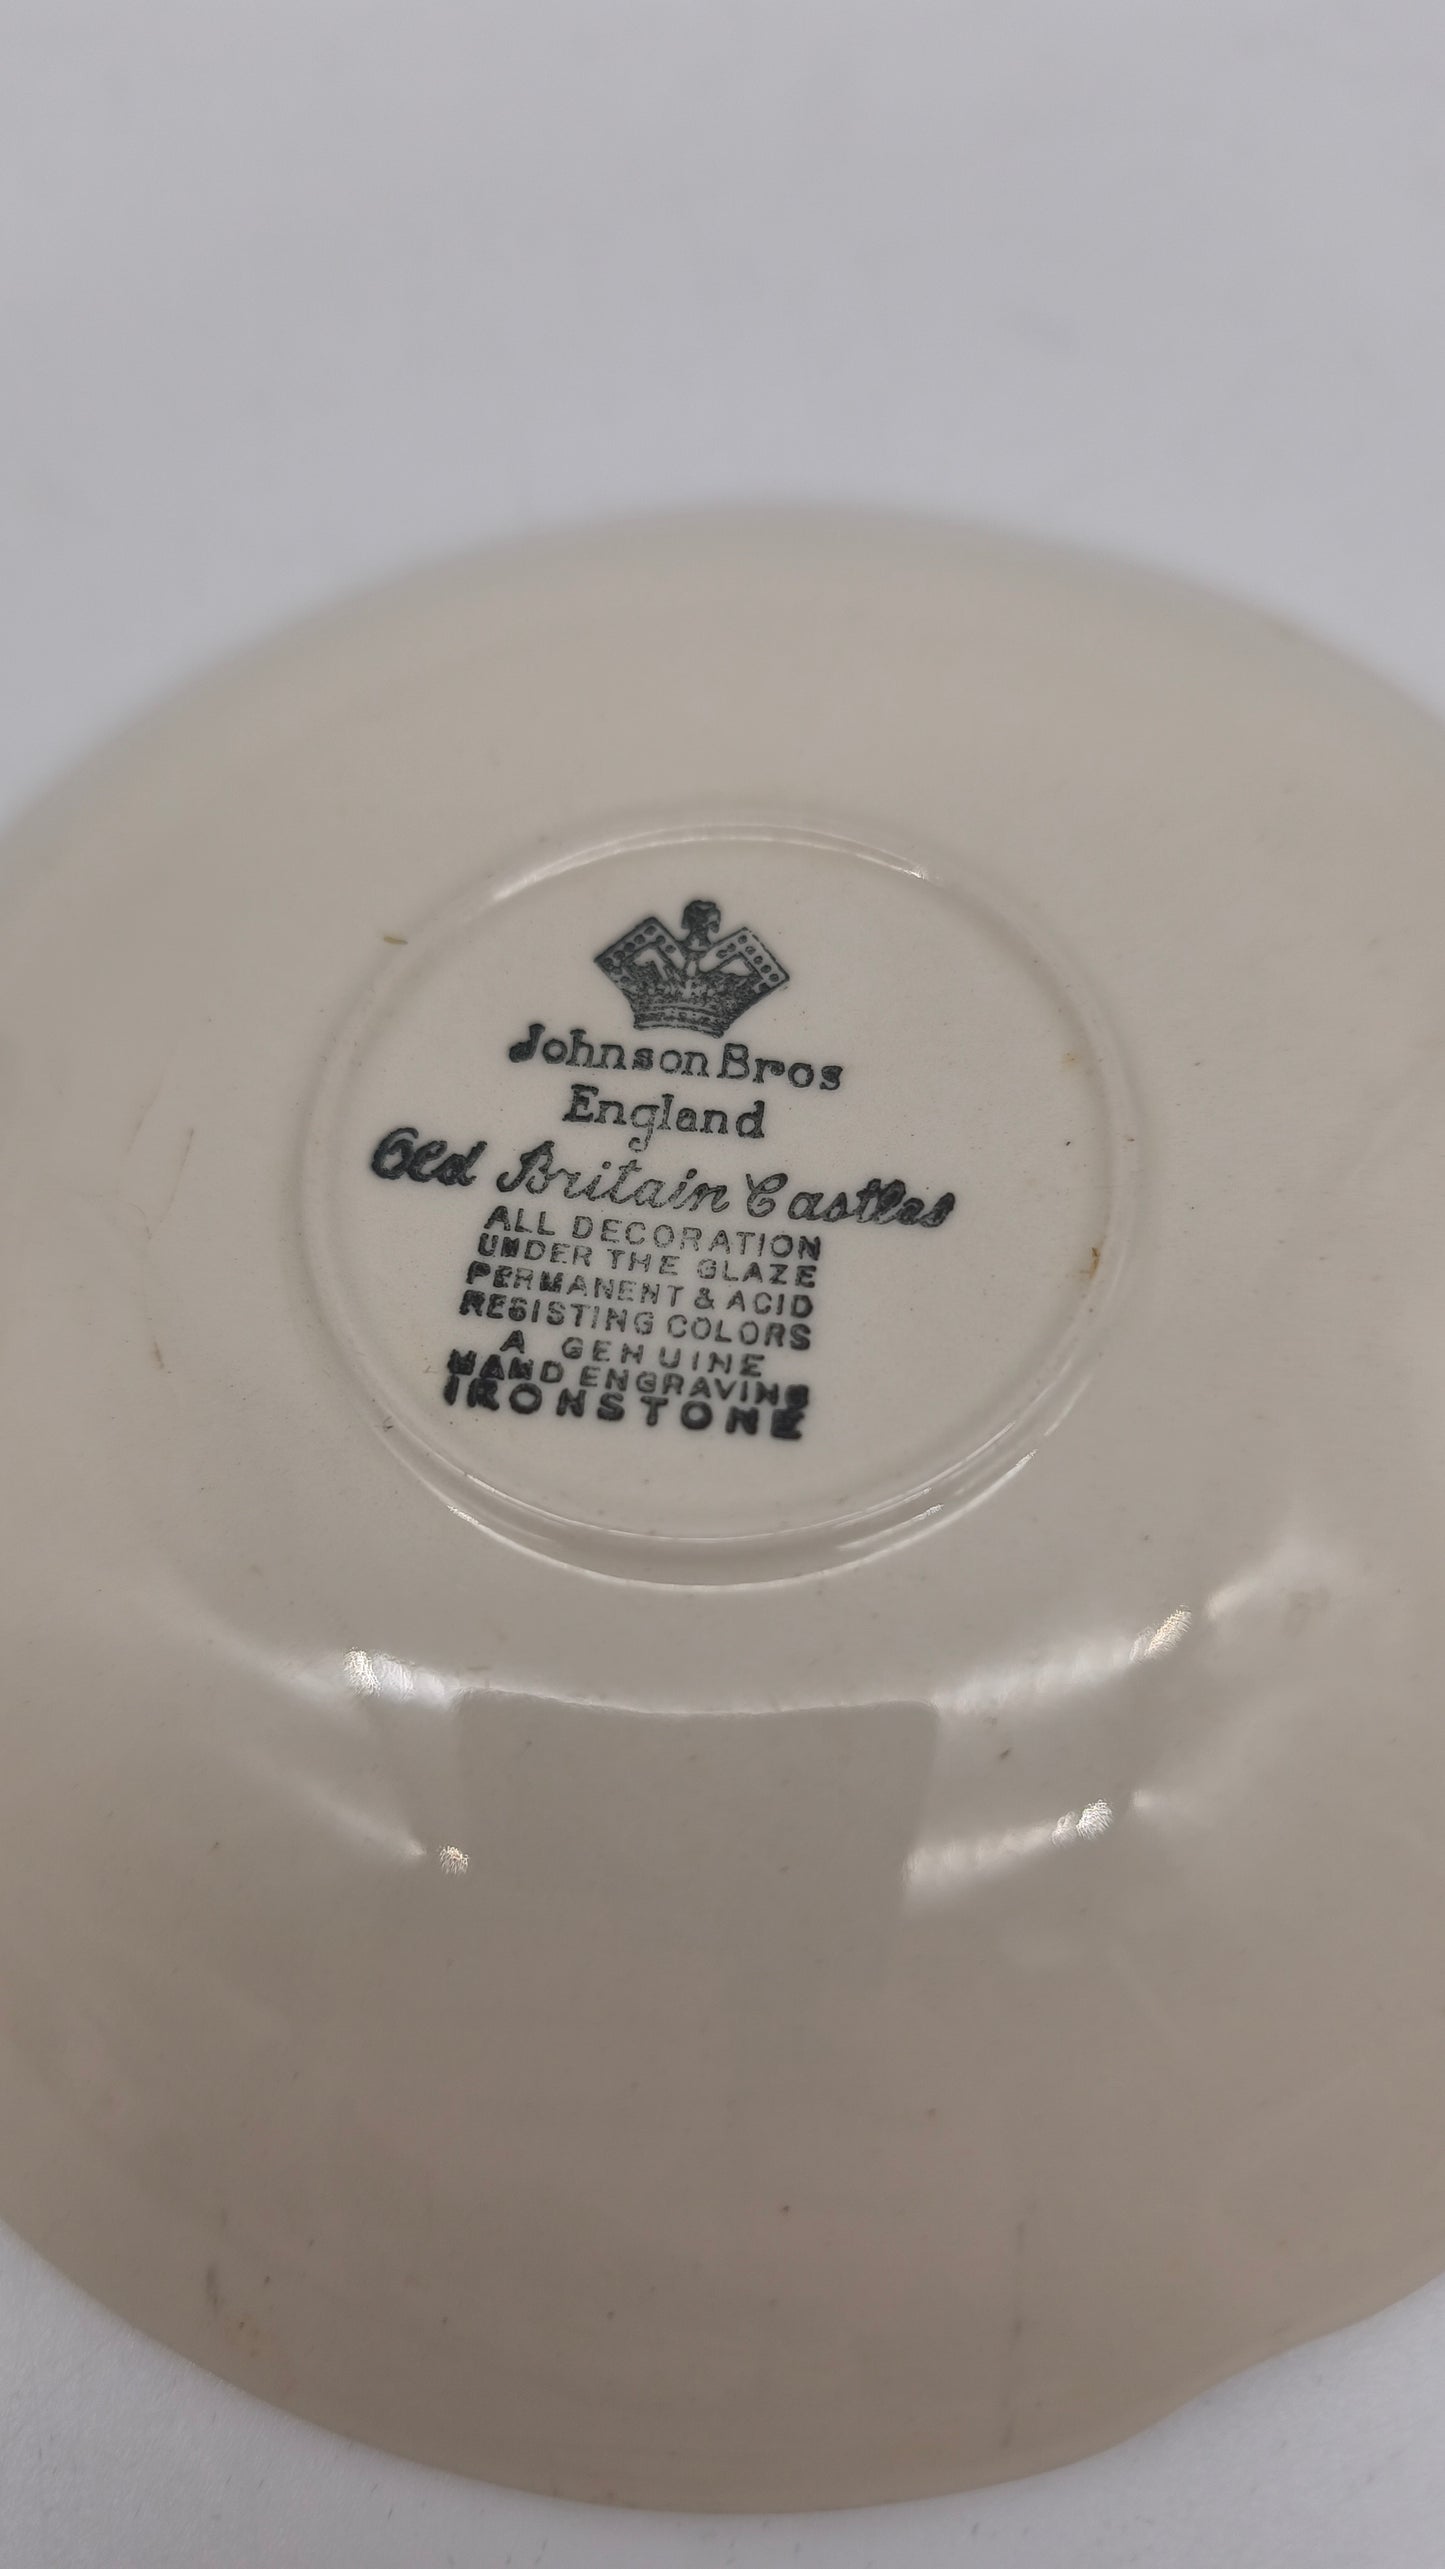 Johnson Bros
England
Old Britain Castles
ALL DECORATION
UNDER THE GLAZE
PERMANENT & ACID
RESISTING COLORS
A GENUINE
HAND ENGRAVING
IRONSTONE